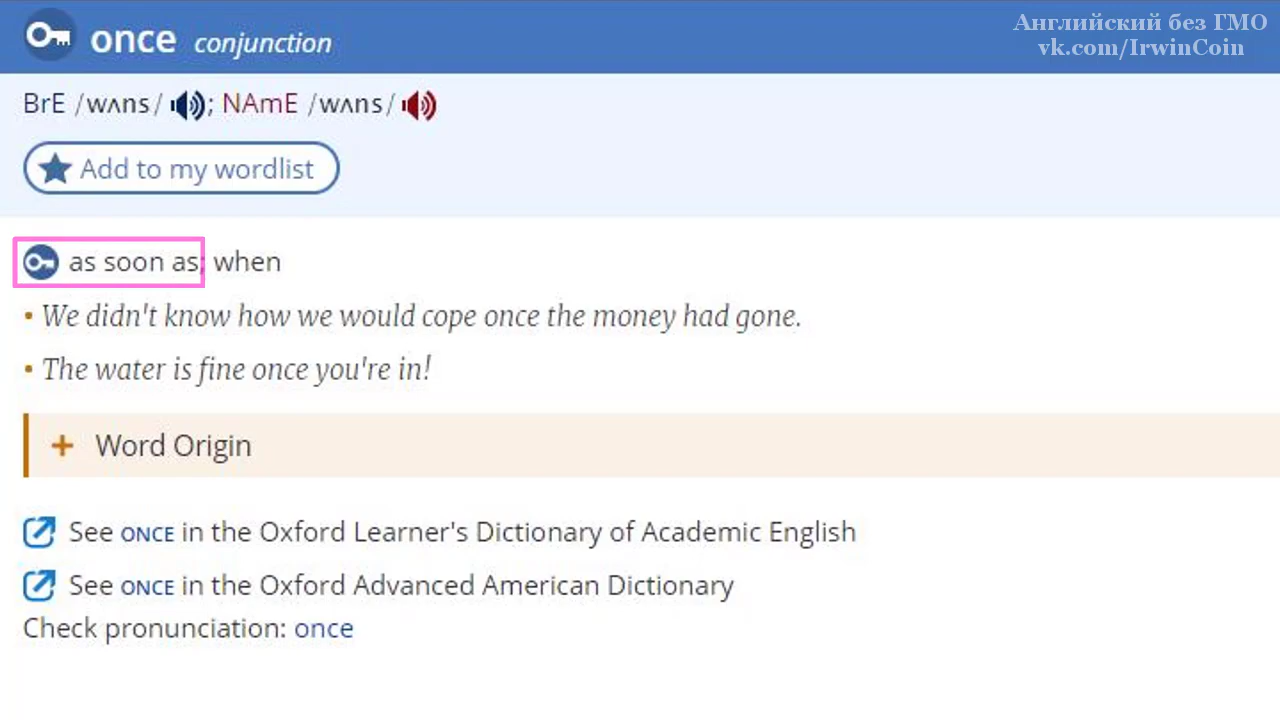 once conjunction
Английский без ГМО
vk.com/IrwinCoin
BrE /wʌns/ ; NAmE /wʌns/
Add to my wordlist
as soon as; when
• We didn't know how we would cope once the money had gone.
• The water is fine once you're in!
+ Word Origin
See ONCE in the Oxford Learner's Dictionary of Academic English
See ONCE in the Oxford Advanced American Dictionary
Check pronunciation: once